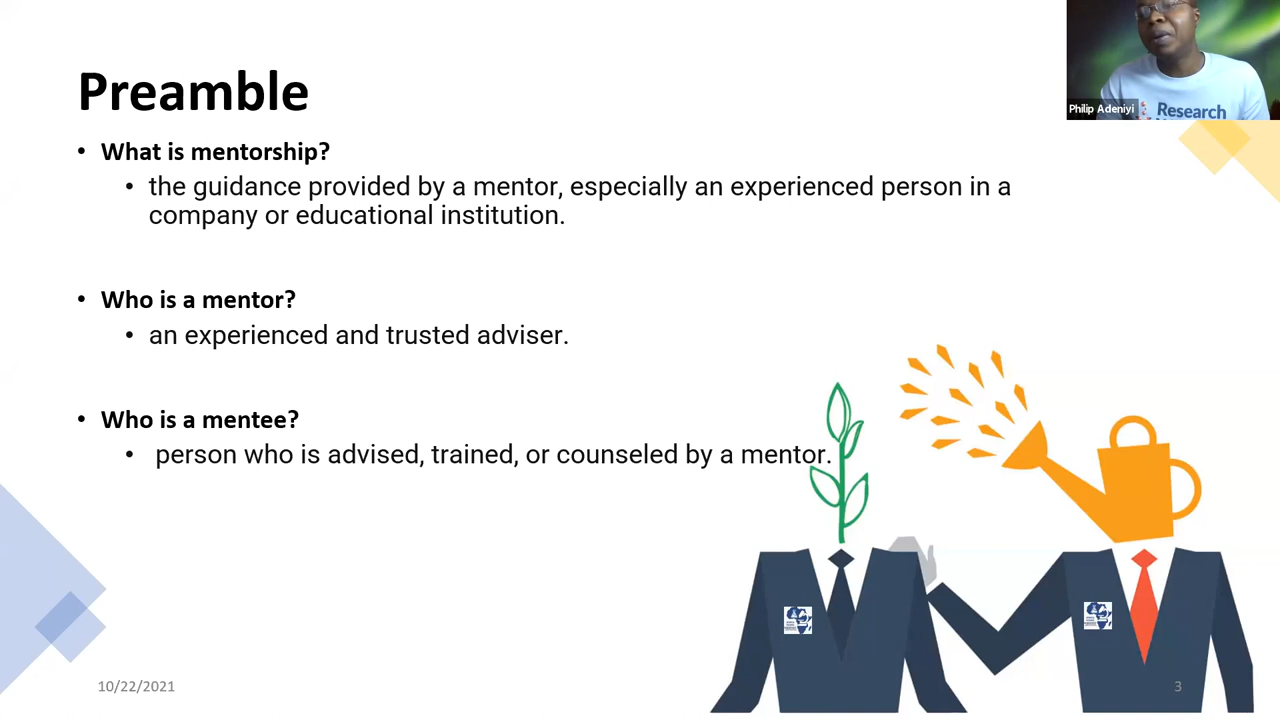 Preamble
Philip Adeniyi
Research
• What is mentorship?
• the guidance provided by a mentor, especially an experienced person in a
company or educational institution.
• Who is a mentor?
• an experienced and trusted adviser.
• Who is a mentee?
• person who is advised, trained, or counseled by a mentor.
10/22/2021
3